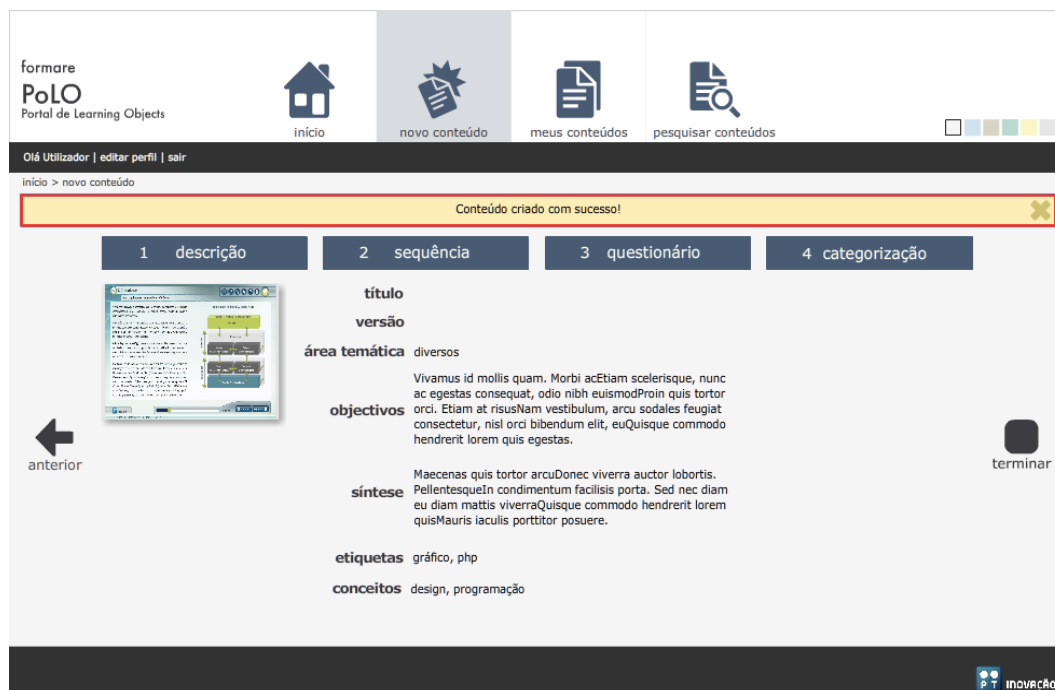 formare
PoLO
Portal de Learning Objects
início
novo conteúdo
meus conteúdos
pesquisar conteúdos
Olá Utilizador | editar perfil | sair
início > novo conteúdo
Conteúdo criado com sucesso!
1 descrição
2 sequência
3 questionário
4 categorização
título
versão
área temática diversos
objectivos
Vivamus id mollis quam. Morbi acEtiam scelerisque, nunc
ac egestas consequat, odio nibh euismodProin quis tortor
orci. Etiam at risusNam vestibulum, arcu sodales feugiat
consectetur, nisl orci bibendum elit, euQuisque commodo
hendrerit lorem quis egestas.
síntese
Maecenas quis tortor arcuDonec viverra auctor lobortis.
PellentesqueIn condimentum facilisis porta. Sed nec diam
eu diam mattis viverraQuisque commodo hendrerit lorem
quisMauris iaculis porttitor posuere.
etiquetas gráfico, php
conceitos design, programação
anterior
terminar
PT inovação